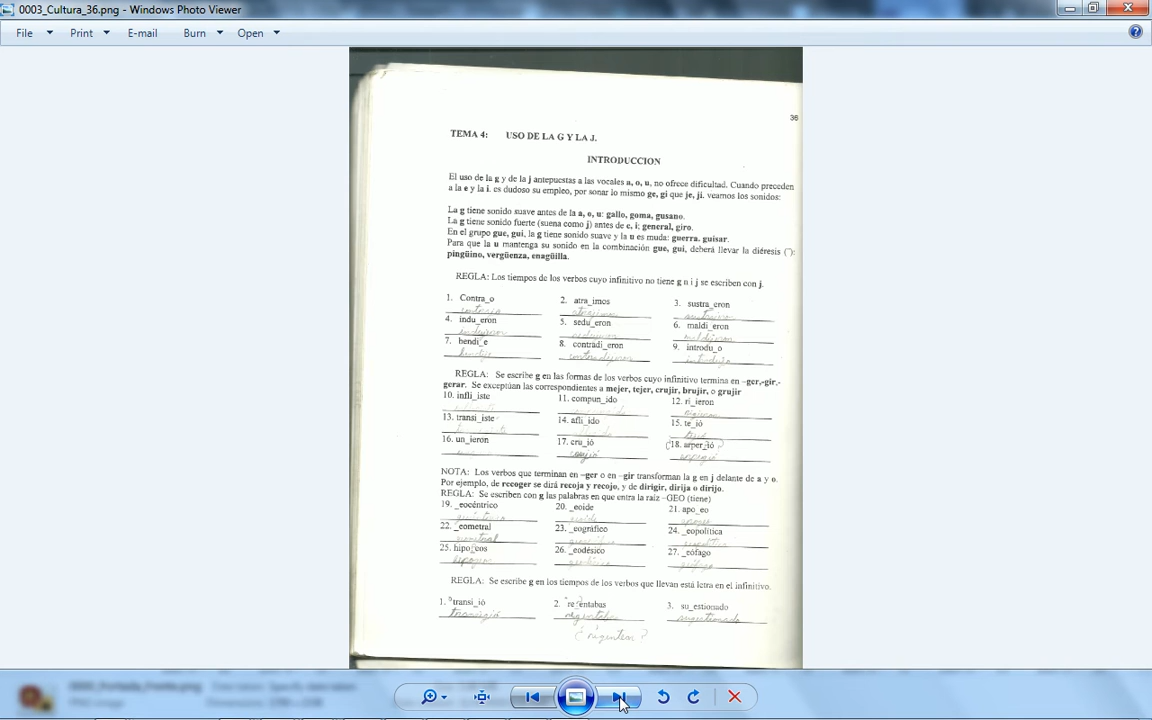 0003_Cultura_36.png - Windows Photo Viewer
File Print E-mail Burn Open
36
TEMA 4: USO DE LA G Y LA J.
INTRODUCCION
El uso de la g y de la j antepuestas a las vocales a, o, u, no ofrece dificultad. Cuando preceden
a la e y la i. es dudoso su empleo, por sonar lo mismo ge, gi que je, ji. veamos los sonidos:
La g tiene sonido suave antes de la a, o, u: gallo, goma, gusano.
La g tiene sonido fuerte (suena como j) antes de e, i; general, giro.
En el grupo gue, gui, la g tiene sonido suave y la u es muda: guerra. guisar.
Para que la u mantenga su sonido en la combinación gue, gui, deberá llevar la diéresis (¨):
pingüino, vergüenza, enagüilla.
REGLA: Los tiempos de los verbos cuyo infinitivo no tiene g n i j se escriben con j.
1. Contra_o 2. atra_imos 3. sustra_eron
4. indu_eron 5. sedu_eron 6. maldi_eron
7. bendi_e 8. contradi_eron 9. introdu_o
contradijeron introdujo
REGLA: Se escribe g en las formas de los verbos cuyo infinitivo termina en –ger,-gir,-
gerar. Se exceptúan las correspondientes a mejer, tejer, crujir, brujir, o grujir
10. infli_iste 11. compun_ido 12. ri_ieron
13. transi_iste 14. afli_ido 15. te_ió
16. un_ieron 17. cru_ió (18. arper_ió)
crujió arpegió
NOTA: Los verbos que terminan en –ger o en –gir transforman la g en j delante de a y o.
Por ejemplo, de recoger se dirá recoja y recojo, y de dirigir, dirija o dirijo.
REGLA: Se escriben con g las palabras en que entra la raíz –GEO (tiene)
19. _eocéntrico 20. _eoide 21. apo_eo
22. _eometral 23. _eográfico 24. _eopolítica
geometral
25. hipo_eos 26. _eodésico 27. _eófago
REGLA: Se escribe g en los tiempos de los verbos que llevan está letra en el infinitivo.
1. transi_ió 2. re_entabas 3. su_estionado
transigió regentabas sugestionado
¿regentar?